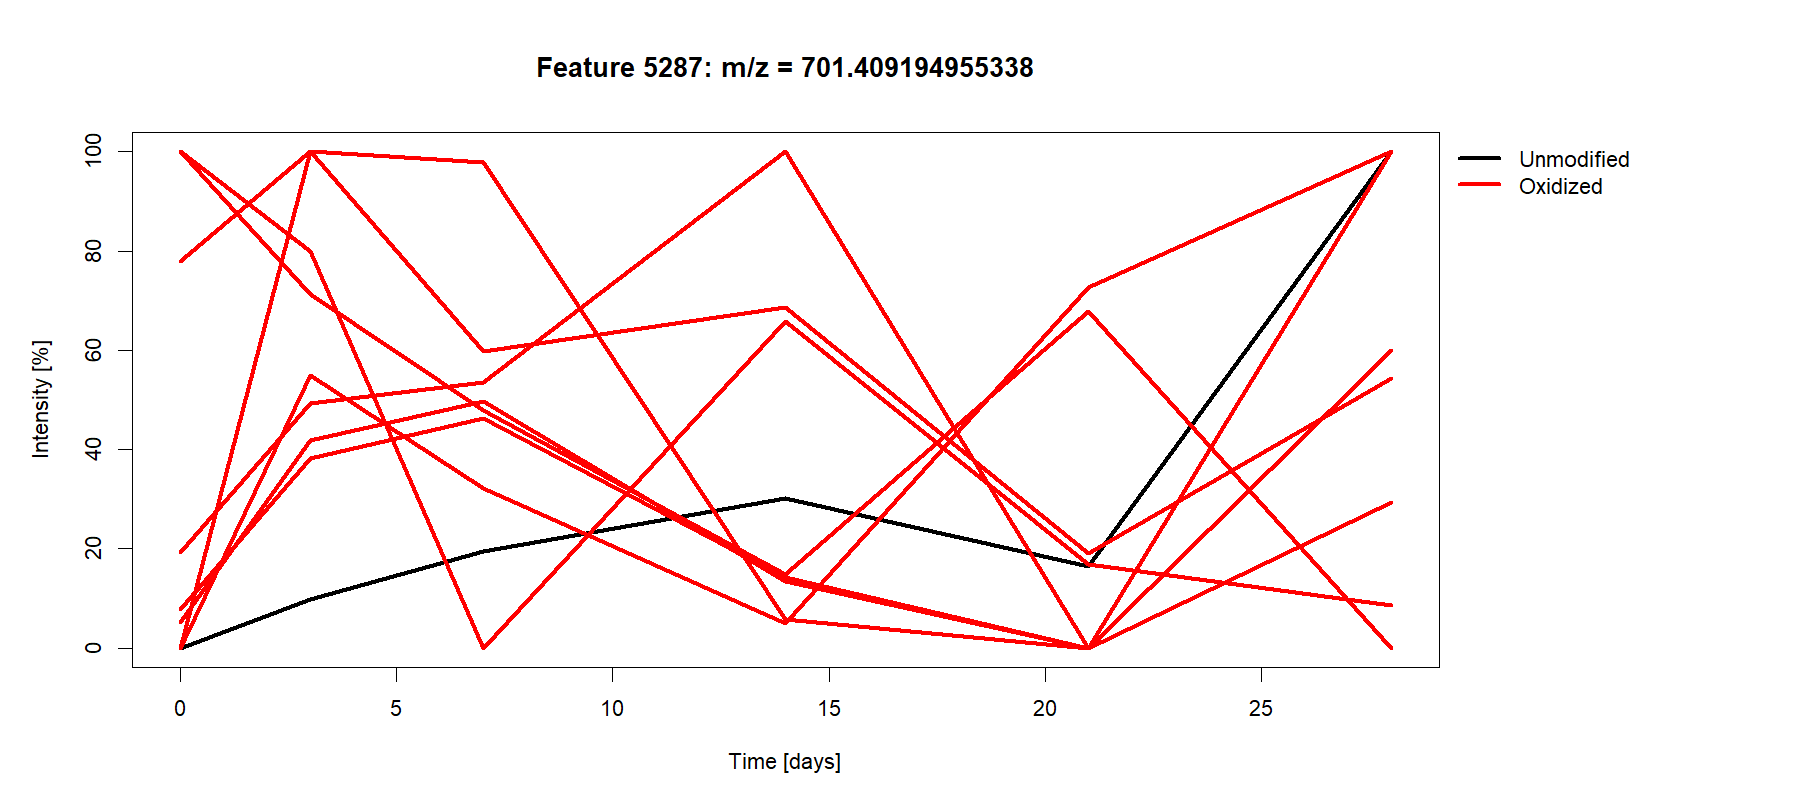 Feature 5287: m/z = 701.409194955338
Unmodified
Oxidized
Intensity [%]
100
80
60
40
20
0
0 5 10 15 20 25
Time [days]